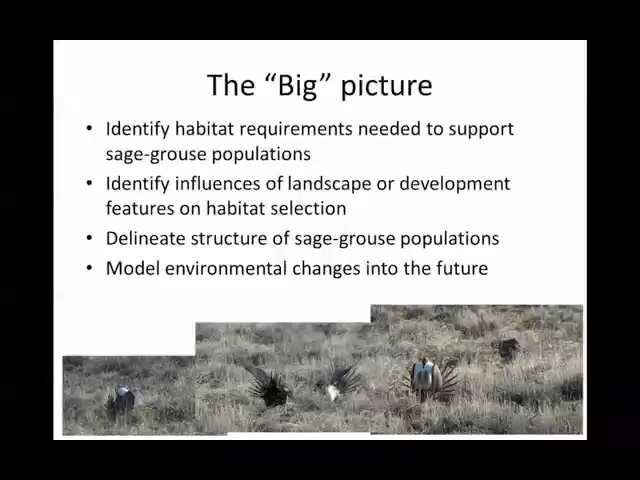 The “Big” picture
• Identify habitat requirements needed to support
sage-grouse populations
• Identify influences of landscape or development
features on habitat selection
• Delineate structure of sage-grouse populations
• Model environmental changes into the future